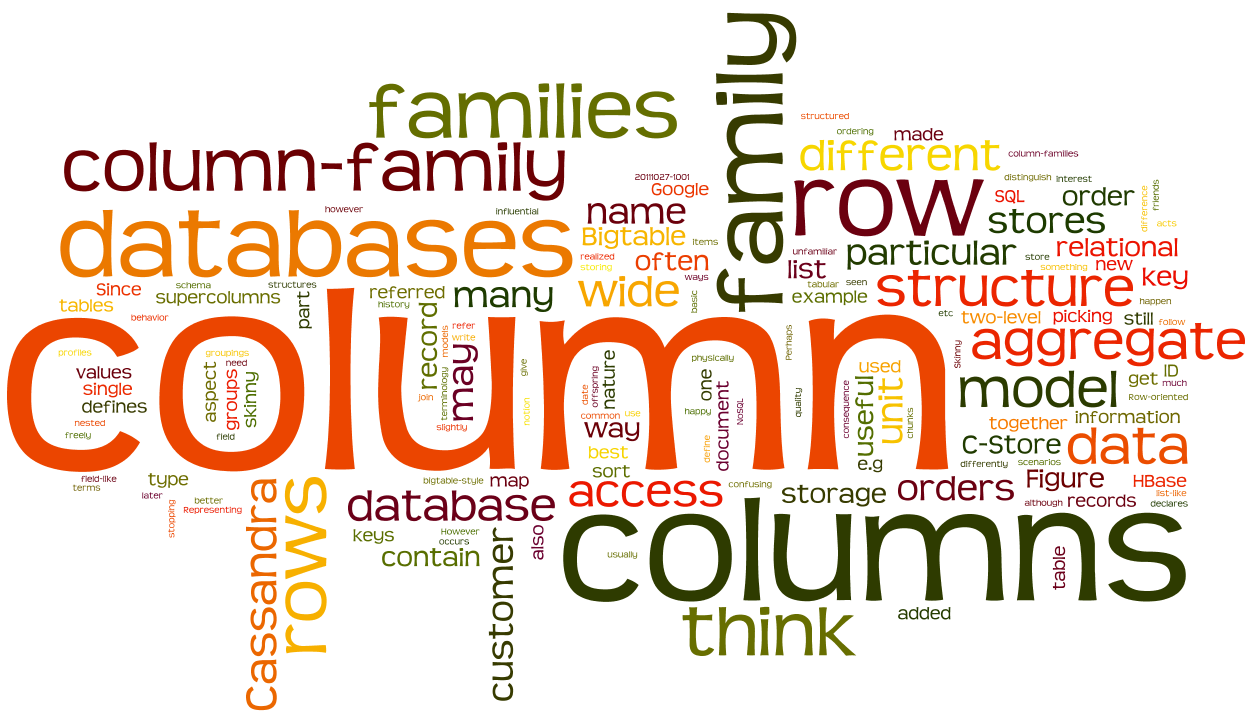 family
families
structured
ordering
made
different
column-families
column-family
20111027-1001
Google
distinguish
interest
row
SQL
order
difference
friends
however
influential
name
stores
acts
databases
Bigtable
items
particular
relational
realized
often
unfamiliar
store
storing
ways
list
tabular
seen
something
new
key
Since
schema
structures
referred
many
wide
basic
example
structure
happen
tables
supercolumns
part
history
etc
two-level
picking
still
follow
behavior
column
record
models
refer
write
Perhaps
Skinny
aggregate
profiles
groupings
need
may
give
nature
physically
used
values
aspect
groups
skinny
terminology
date
offspring
one
document
consequence
useful
unit
chunks
model
get
ID
much
single
join
notion
quality
Row-oriented
defines
nested
slightly
common
use
happy
NoSQL
together
information
freely
field
way
define
C-Store
data
best
e.g
differently
scenarios
sort
field-like
type
bigtable-style
map
access
confusing
storage
orders
Figure
HBase
terms
later
better
list-like
stopping
Representing
Cassandra
rows
database
although
records
declares
keys
However
occurs
also
columns
contain
customer
usually
table
think
added